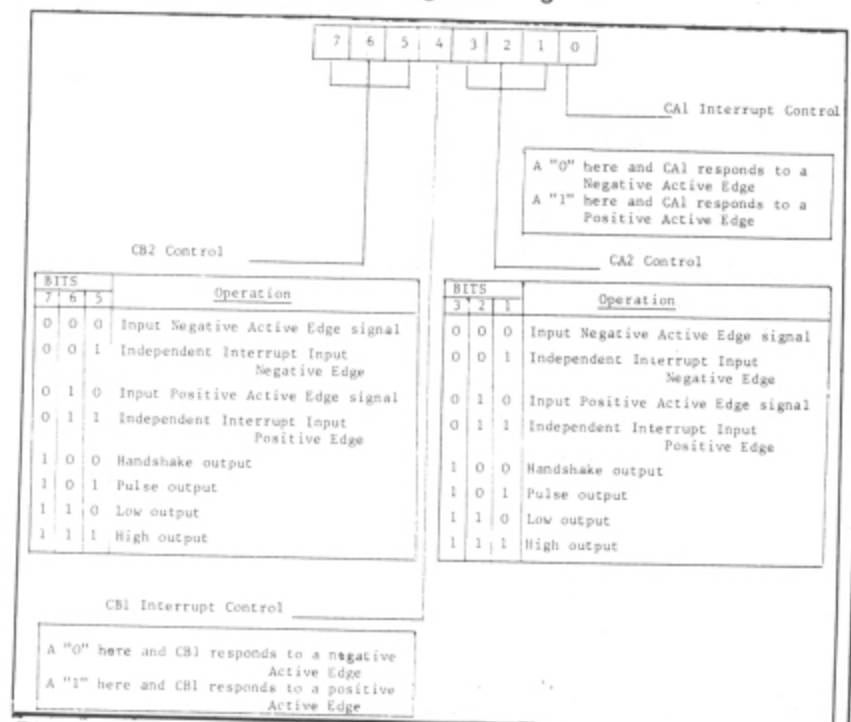 7 6 5 4 3 2 1 0
CA1 Interrupt Control
A "0" here and CA1 responds to a
Negative Active Edge
A "1" here and CA1 responds to a
Positive Active Edge
CB2 Control
BITS
7 6 5
Operation
0 0 0 Input Negative Active Edge signal
0 0 1 Independent Interrupt Input
Negative Edge
0 1 0 Input Positive Active Edge signal
0 1 1 Independent Interrupt Input
Positive Edge
1 0 0 Handshake output
1 0 1 Pulse output
1 1 0 Low output
1 1 1 High output
CA2 Control
BITS
3 2 1
Operation
0 0 0 Input Negative Active Edge signal
0 0 1 Independent Interrupt Input
Negative Edge
0 1 0 Input Positive Active Edge signal
0 1 1 Independent Interrupt Input
Positive Edge
1 0 0 Handshake output
1 0 1 Pulse output
1 1 0 Low output
1 1 1 High output
CB1 Interrupt Control
A "0" here and CB1 responds to a negative
Active Edge
A "1" here and CB1 responds to a positive
Active Edge